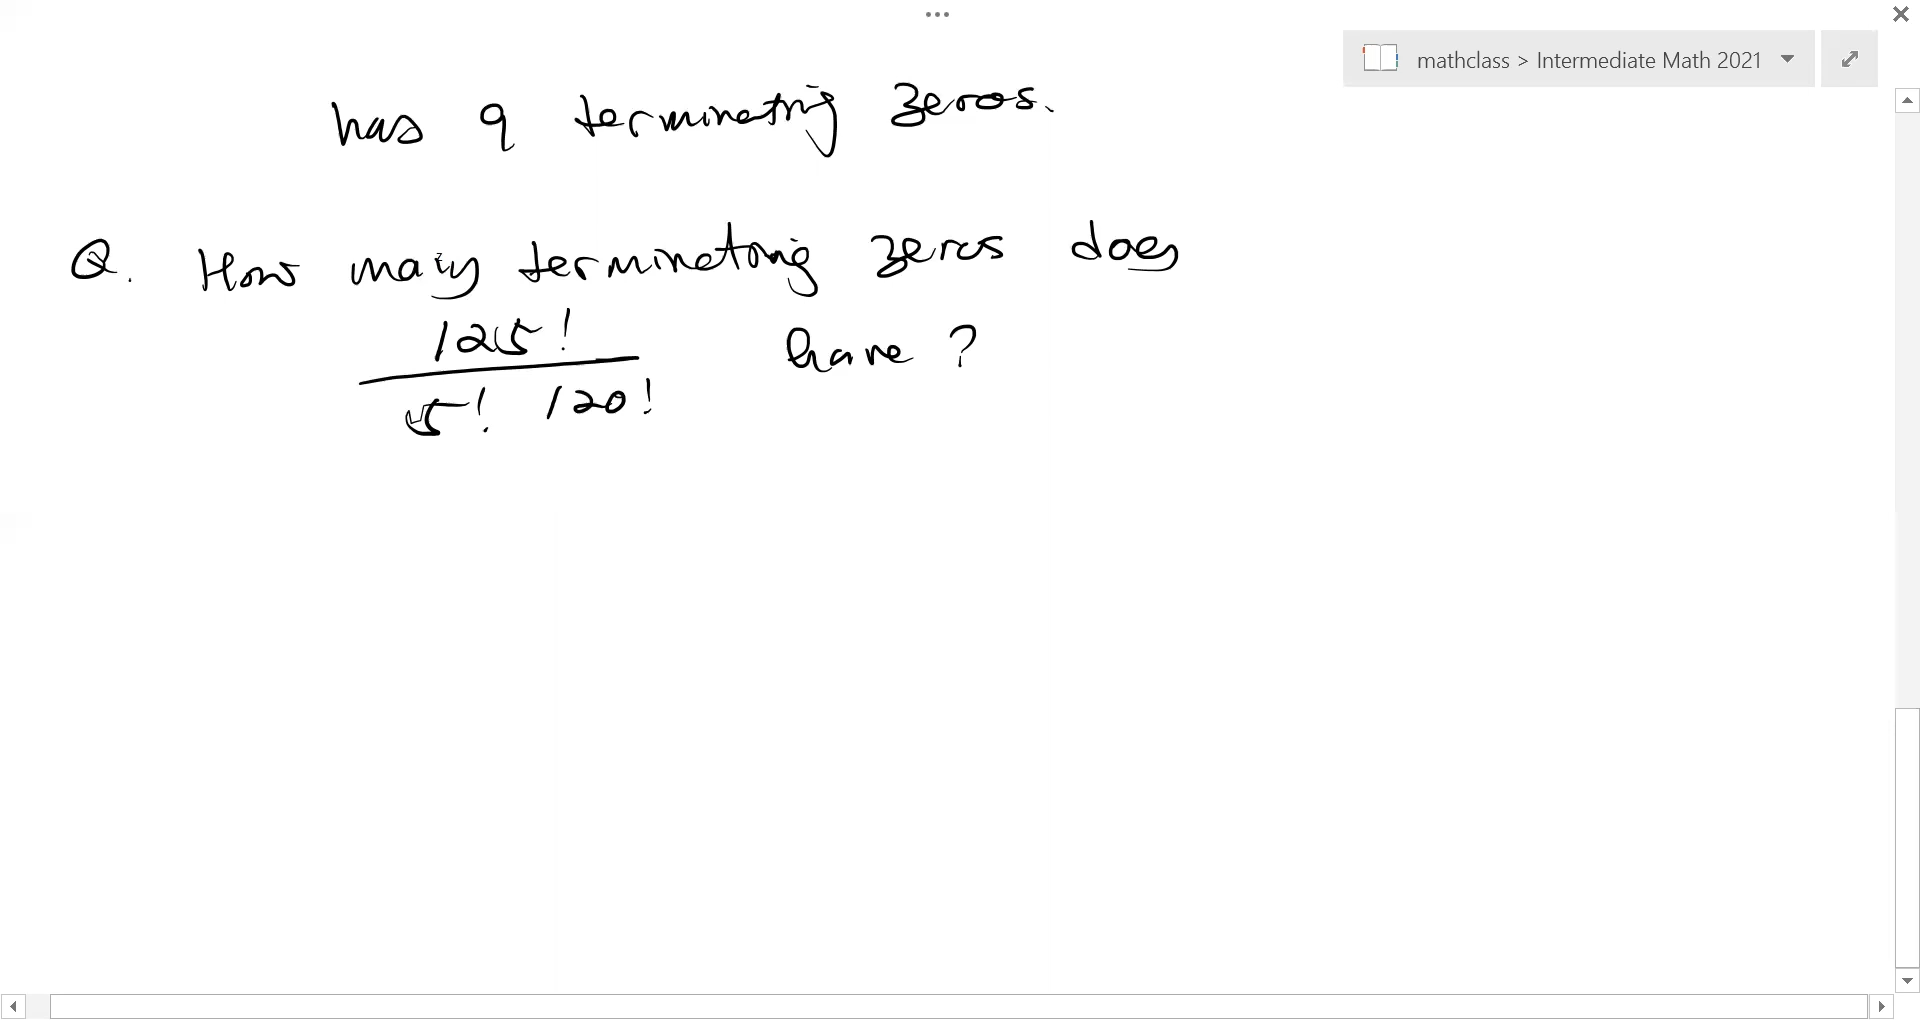 ...
mathclass > Intermediate Math 2021
has 9 terminating zeros.
Q. How many terminating zeros does
125!
have ?
5! 120!